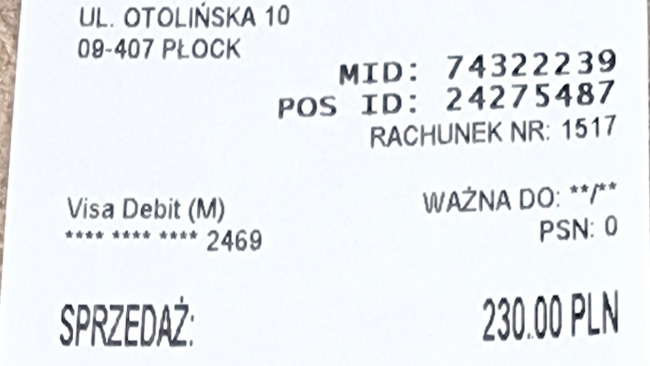 UL. OTOLIŃSKA 10
09-407 PŁOCK
MID: 74322239
POS ID: 24275487
RACHUNEK NR: 1517
Visa Debit (M)
WAŻNA DO: **/**
**** **** **** 2469
PSN: 0
SPRZEDAŻ: 230.00 PLN